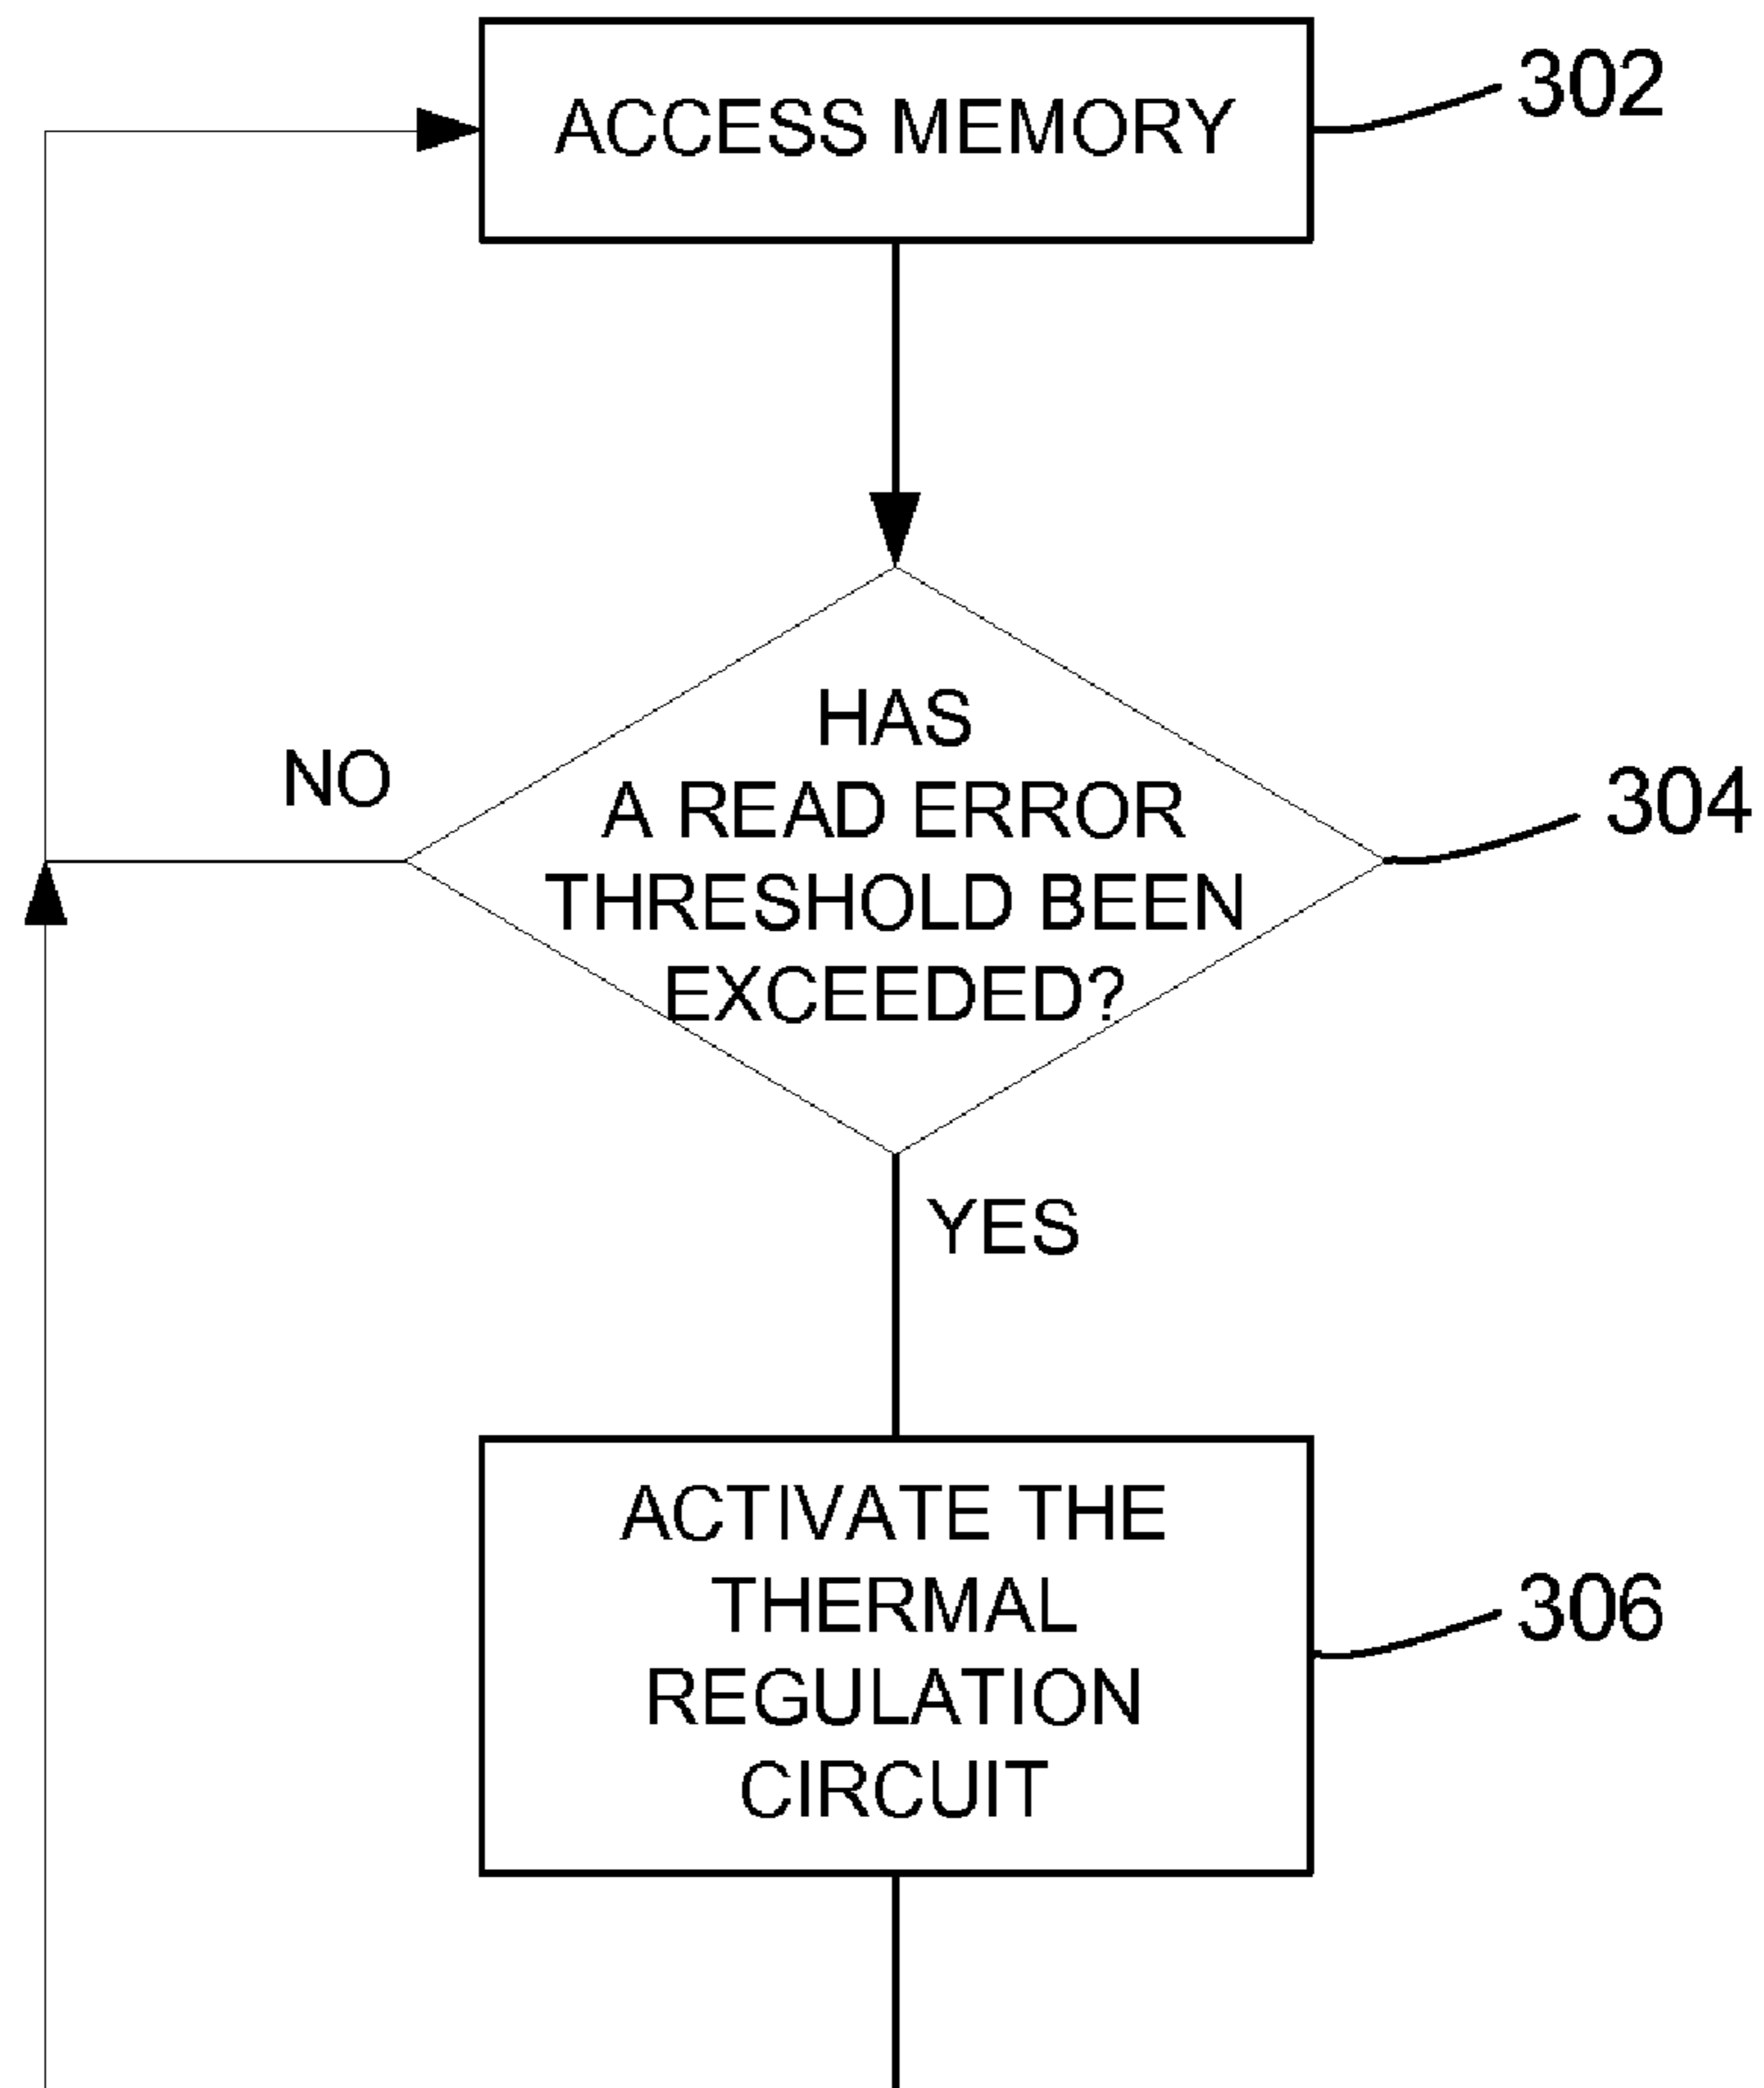 ACCESS MEMORY
302
HAS
A READ ERROR
THRESHOLD BEEN
EXCEEDED?
304
NO
YES
ACTIVATE THE
THERMAL
REGULATION
CIRCUIT
306